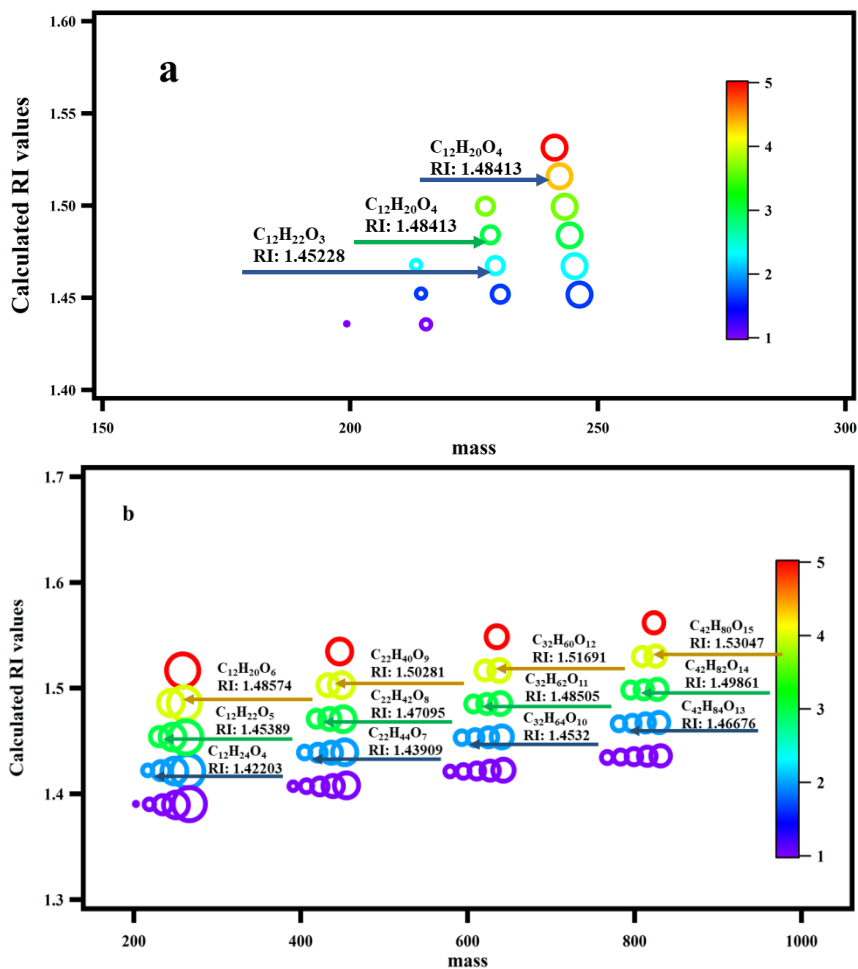 1.60
a
5
1.55
C₁₂H₂₀O₄
RI: 1.48413
4
Calculated RI values
1.50
C₁₂H₂₀O₄
RI: 1.48413
3
C₁₂H₂₂O₃
RI: 1.45228
2
1.45
1
1.40
150
200
250
300
mass
1.7
b
1.6
5
C₁₂H₂₀O₆
RI: 1.48574
C₂₂H₄₀O₉
RI: 1.50281
C₃₂H₆₀O₁₂
RI: 1.51691
C₄₂H₈₀O₁₅
RI: 1.53047
4
Calculated RI values
1.5
C₁₂H₂₂O₅
RI: 1.45389
C₂₂H₄₂O₈
RI: 1.47095
C₃₂H₆₂O₁₁
RI: 1.48505
C₄₂H₈₂O₁₄
RI: 1.49861
3
C₁₂H₂₄O₄
RI: 1.42203
C₂₂H₄₄O₇
RI: 1.43909
C₃₂H₆₄O₁₀
RI: 1.4532
C₄₂H₈₄O₁₃
RI: 1.46676
2
1.4
1
1.3
200
400
600
800
1000
mass